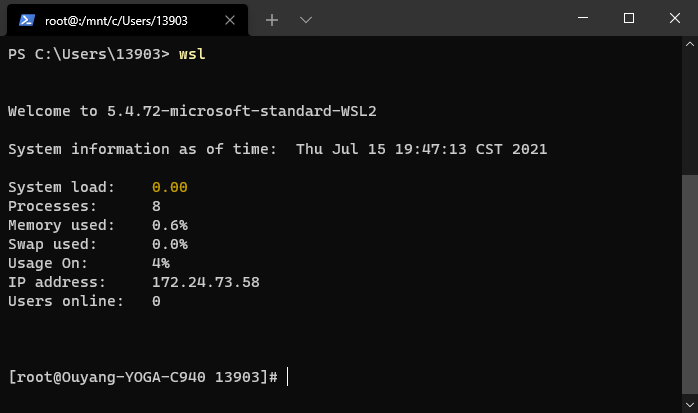 root@:/mnt/c/Users/13903
PS C:\Users\13903> wsl
Welcome to 5.4.72-microsoft-standard-WSL2
System information as of time:  Thu Jul 15 19:47:13 CST 2021
System load:    0.00
Processes:      8
Memory used:    0.6%
Swap used:      0.0%
Usage On:       4%
IP address:     172.24.73.58
Users online:   0
[root@Ouyang-YOGA-C940 13903]#